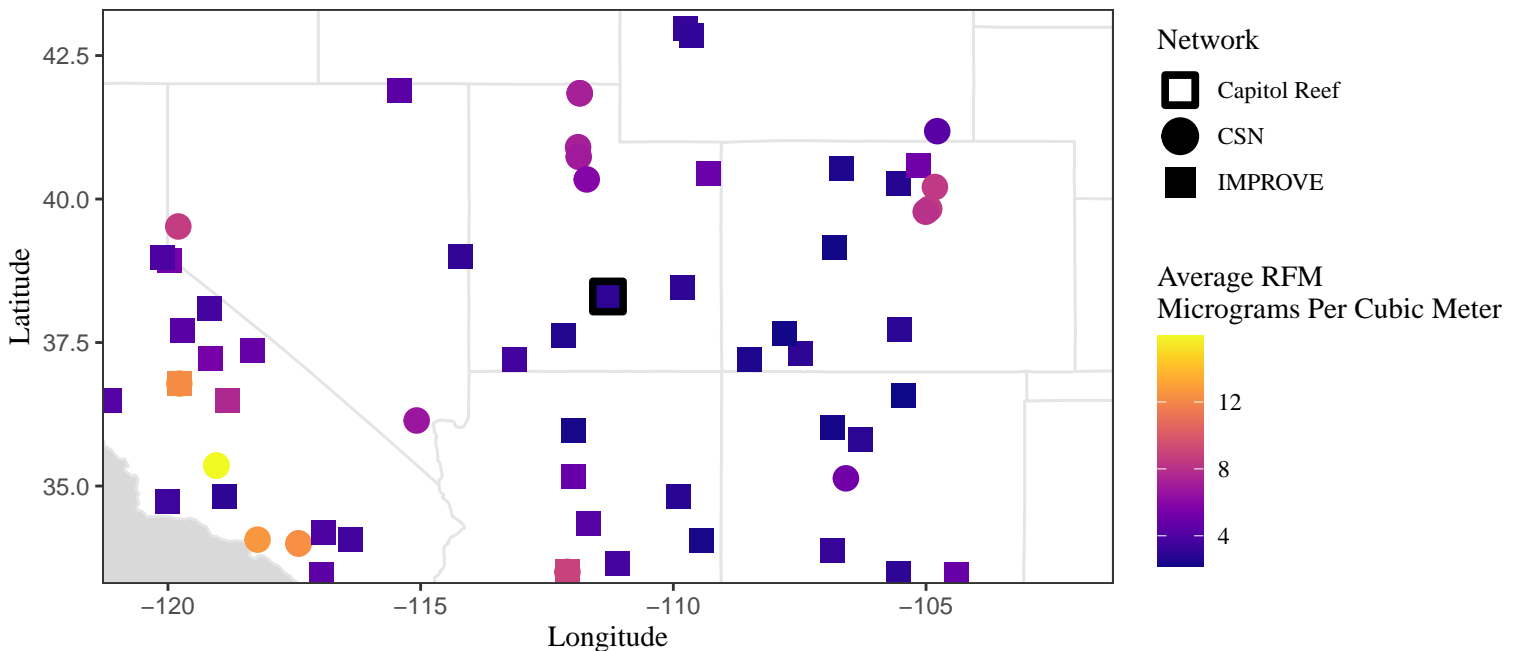 42.5
40.0
37.5
35.0
Latitude
−120
−115
−110
−105
Longitude
Network
Capitol Reef
CSN
IMPROVE
Average RFM
Micrograms Per Cubic Meter
12
8
4